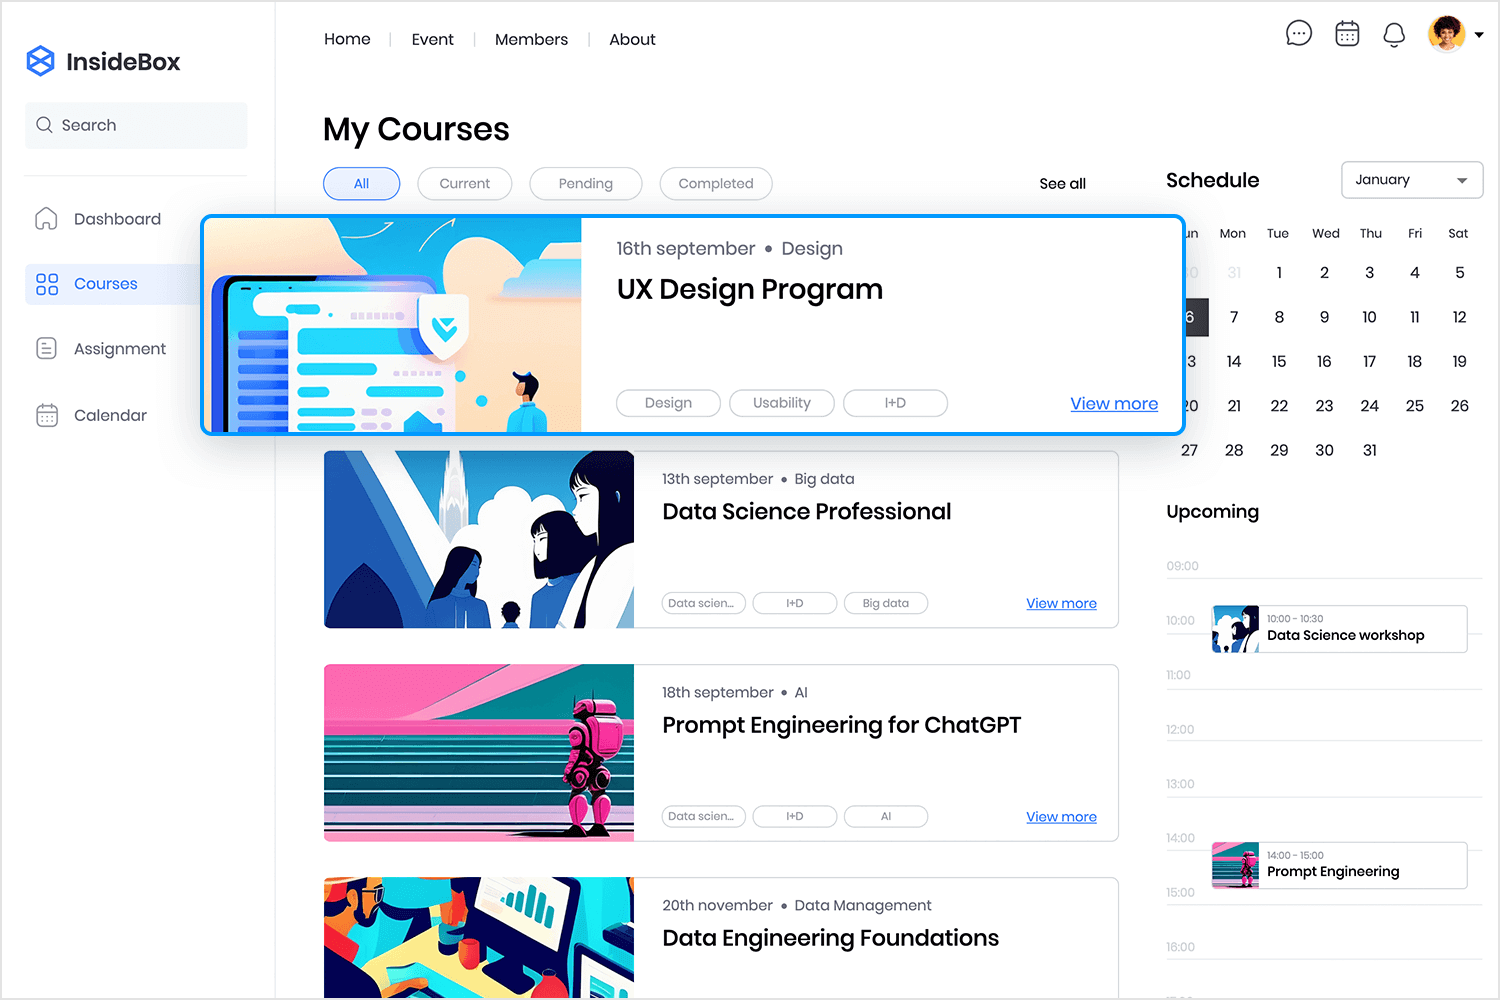 InsideBox
Search
Dashboard
Courses
Assignment
Calendar
Home
Event
Members
About
My Courses
All
Current
Pending
Completed
See all
16th september • Design
UX Design Program
Design
Usability
I+D
View more
13th september • Big data
Data Science Professional
Data scien...
I+D
Big data
View more
18th september • AI
Prompt Engineering for ChatGPT
Data scien...
I+D
AI
View more
20th november • Data Management
Data Engineering Foundations
Schedule
January
un Mon Tue Wed Thu Fri Sat
0 31 1 2 3 4 5
6 7 8 9 10 11 12
3 14 15 16 17 18 19
20 21 22 23 24 25 26
27 28 29 30 31
Upcoming
09:00
10:00
10:00 - 10:30
Data Science workshop
11:00
12:00
13:00
14:00
14:00 - 15:00
Prompt Engineering
15:00
16:00